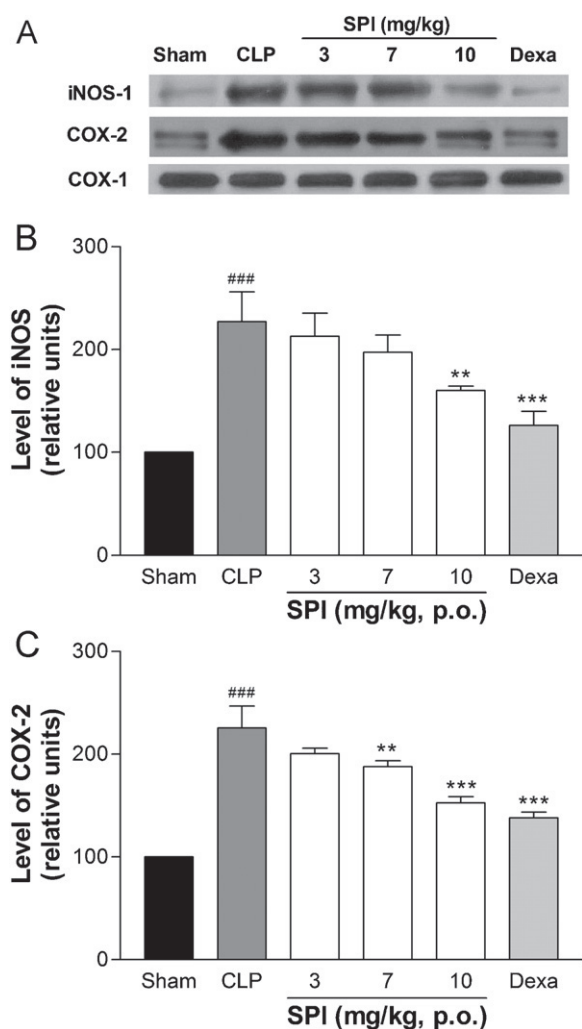 A
SPI (mg/kg)
Sham CLP 3 7 10 Dexa
iNOS-1
COX-2
COX-1
B
Level of iNOS
(relative units)
300
200
100
0
###
**
***
Sham CLP 3 7 10 Dexa
SPI (mg/kg, p.o.)
C
Level of COX-2
(relative units)
300
200
100
0
###
**
***
***
Sham CLP 3 7 10 Dexa
SPI (mg/kg, p.o.)